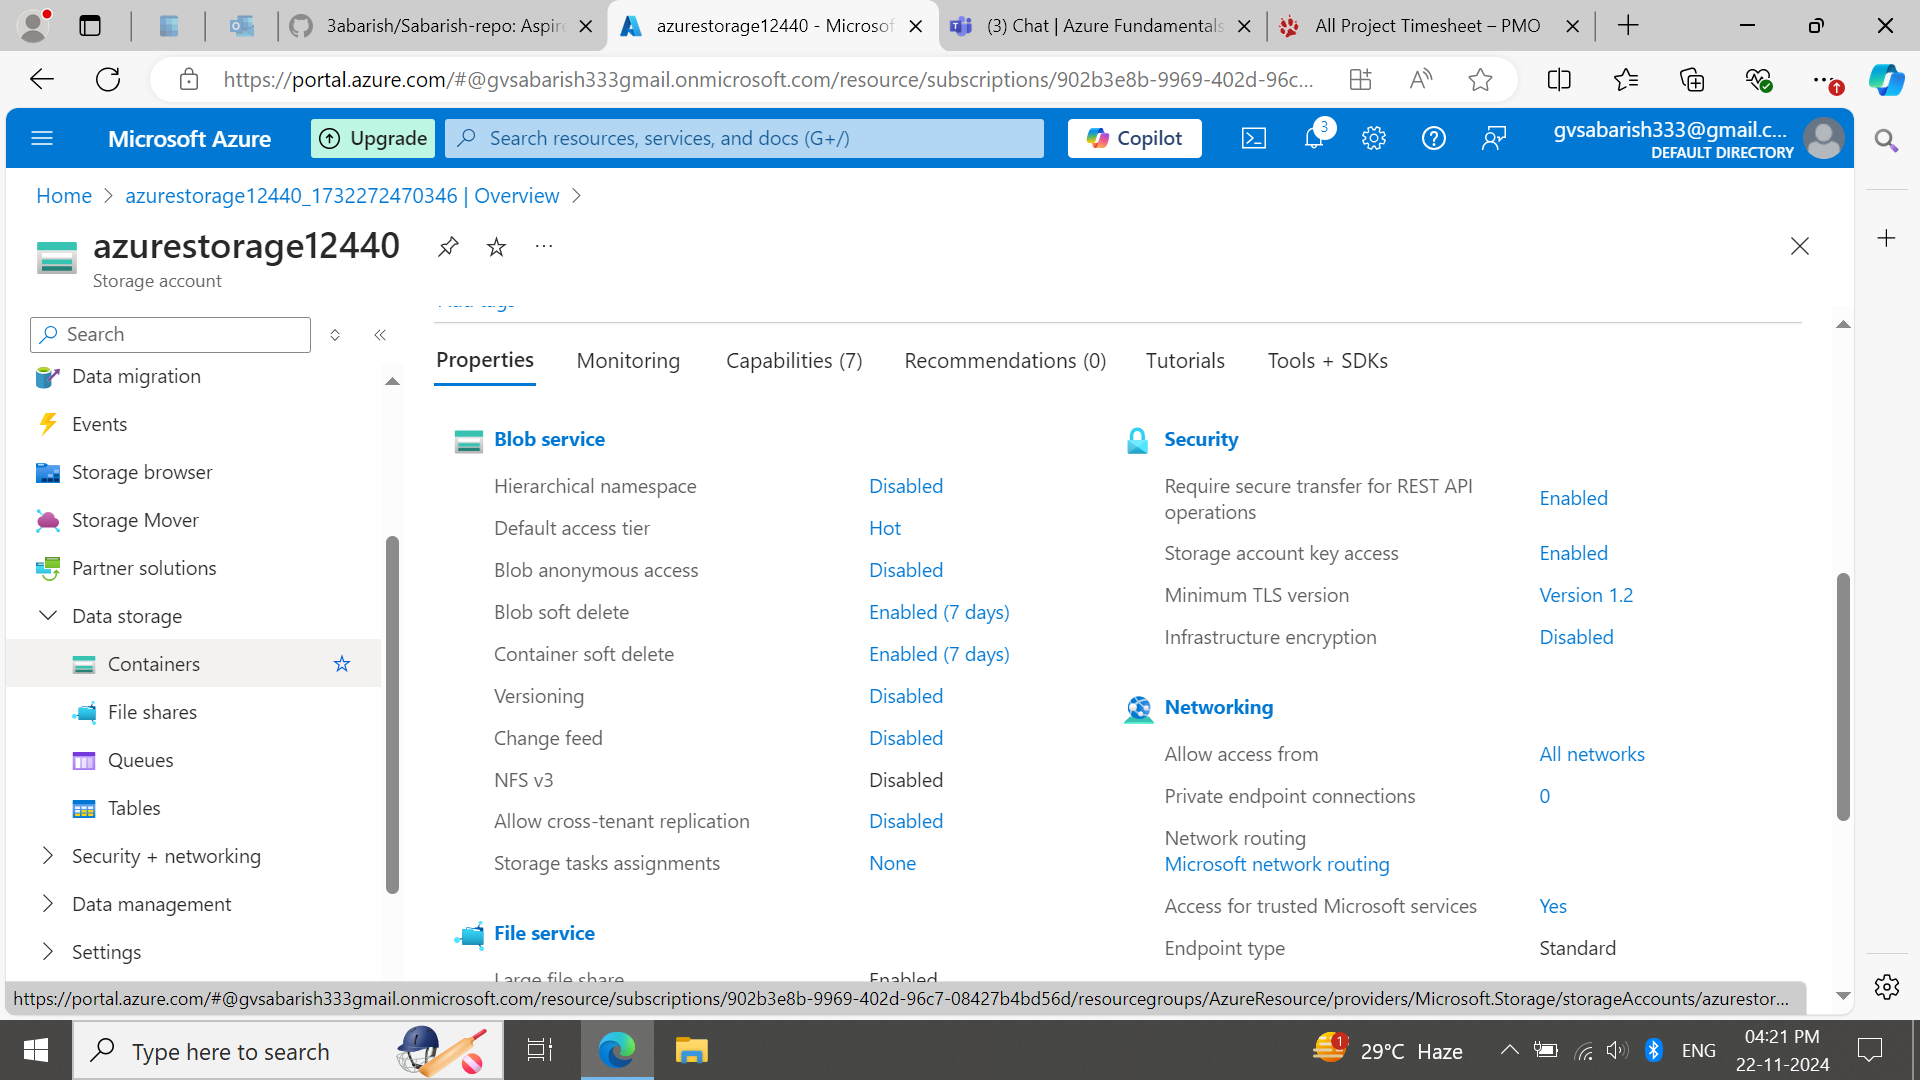 3abarish/Sabarish-repo: Aspire
azurestorage12440 - Microsof
(3) Chat | Azure Fundamentals
All Project Timesheet – PMO
https://portal.azure.com/#@gvsabarish333gmail.onmicrosoft.com/resource/subscriptions/902b3e8b-9969-402d-96c...
Microsoft Azure
Upgrade
Search resources, services, and docs (G+/)
Copilot
3
gvsabarish333@gmail.c...
DEFAULT DIRECTORY
Home
azurestorage12440_1732272470346 | Overview
azurestorage12440
Storage account
Search
Data migration
Events
Storage browser
Storage Mover
Partner solutions
Data storage
Containers
File shares
Queues
Tables
Security + networking
Data management
Settings
Properties
Monitoring
Capabilities (7)
Recommendations (0)
Tutorials
Tools + SDKs
Blob service
Hierarchical namespace Disabled
Default access tier Hot
Blob anonymous access Disabled
Blob soft delete Enabled (7 days)
Container soft delete Enabled (7 days)
Versioning Disabled
Change feed Disabled
NFS v3 Disabled
Allow cross-tenant replication Disabled
Storage tasks assignments None
File service
Large file share Enabled
Security
Require secure transfer for REST API
operations Enabled
Storage account key access Enabled
Minimum TLS version Version 1.2
Infrastructure encryption Disabled
Networking
Allow access from All networks
Private endpoint connections 0
Network routing
Microsoft network routing
Access for trusted Microsoft services Yes
Endpoint type Standard
https://portal.azure.com/#@gvsabarish333gmail.onmicrosoft.com/resource/subscriptions/902b3e8b-9969-402d-96c7-08427b4bd56d/resourcegroups/AzureResource/providers/Microsoft.Storage/storageAccounts/azurestor...
Type here to search
1
29°C Haze
ENG
04:21 PM
22-11-2024